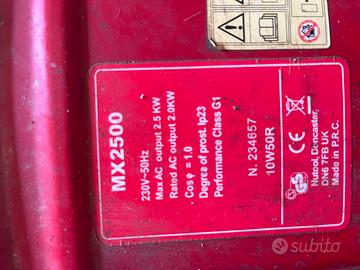 MX2500
230V~50Hz
Max AC output 2.5 KW
Rated AC output 2.0KW
Cos φ = 1.0
Degree of prost. Ip23
Performance Class G1
N. 234657
10W50R
CE
GS
Nutool, Doncaster,
DN6 7FB UK
Made in P.R.C.
subito